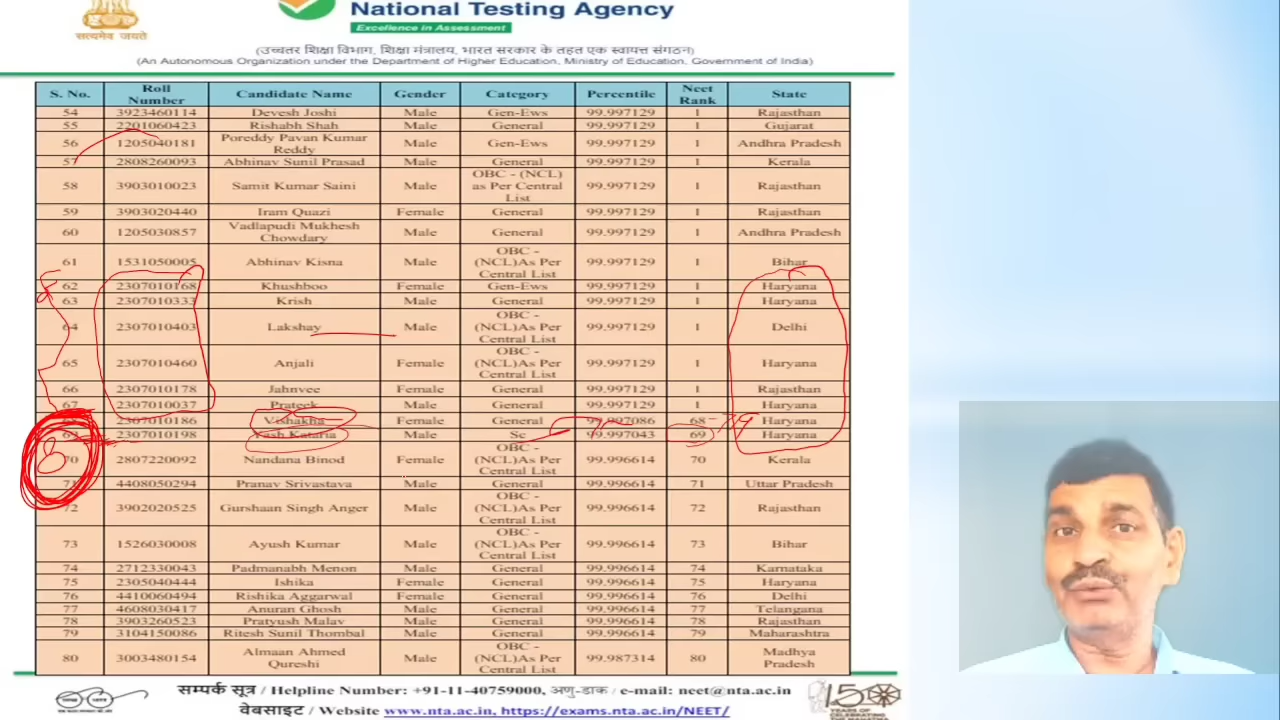 सत्यमेव जयते
National Testing Agency
Excellence in Assessment
(उच्चतर शिक्षा विभाग, शिक्षा मंत्रालय, भारत सरकार के तहत एक स्वायत्त संगठन)
(An Autonomous Organization under the Department of Higher Education, Ministry of Education, Government of India)
S. No. Roll Number Candidate Name Gender Category Percentile Neet Rank State
54 3923460114 Devesh Joshi Male Gen-Ews 99.997129 1 Rajasthan
55 2201060423 Rishabh Shah Male General 99.997129 1 Gujarat
56 1205040181 Poreddy Pavan Kumar Reddy Male Gen-Ews 99.997129 1 Andhra Pradesh
57 2808260093 Abhinav Sunil Prasad Male General 99.997129 1 Kerala
58 3903010023 Samit Kumar Saini Male OBC - (NCL) as Per Central List 99.997129 1 Rajasthan
59 3903020440 Iram Quazi Female General 99.997129 1 Rajasthan
60 1205030857 Vadlapudi Mukhesh Chowdary Male General 99.997129 1 Andhra Pradesh
61 1531050005 Abhinav Kisna Male OBC - (NCL)As Per Central List 99.997129 1 Bihar
62 2307010168 Khushboo Female Gen-Ews 99.997129 1 Haryana
63 2307010333 Krish Male General 99.997129 1 Haryana
64 2307010403 Lakshay Male OBC - (NCL)As Per Central List 99.997129 1 Delhi
65 2307010460 Anjali Female OBC - (NCL)As Per Central List 99.997129 1 Haryana
66 2307010178 Jahnvee Female General 99.997129 1 Rajasthan
67 2307010037 Prateek Male General 99.997129 1 Haryana
2307010186 Vishakha Female General 99.997086 68 Haryana
2307010198 Yash Kataria Male Sc 99.997043 69 Haryana
8
70 2807220092 Nandana Binod Female OBC - (NCL)As Per Central List 99.996614 70 Kerala
71 4408050294 Pranav Srivastava Male General 99.996614 71 Uttar Pradesh
72 3902020525 Gurshaan Singh Anger Male OBC - (NCL)As Per Central List 99.996614 72 Rajasthan
73 1526030008 Ayush Kumar Male OBC - (NCL)As Per Central List 99.996614 73 Bihar
74 2712330043 Padmanabh Menon Male General 99.996614 74 Karnataka
75 2305040444 Ishika Female General 99.996614 75 Haryana
76 4410060494 Rishika Aggarwal Female General 99.996614 76 Delhi
77 4608030417 Anuran Ghosh Male General 99.996614 77 Telangana
78 3903260523 Pratyush Malav Male General 99.996614 78 Rajasthan
79 3104150086 Ritesh Sunil Thombal Male General 99.996614 79 Maharashtra
80 3003480154 Almaan Ahmed Qureshi Male OBC - (NCL)As Per Central List 99.987314 80 Madhya Pradesh
सम्पर्क सूत्र / Helpline Number: +91-11-40759000, अणु-डाक / e-mail: neet@nta.ac.in
वेबसाइट / Website www.nta.ac.in, https://exams.nta.ac.in/NEET/
150
YEARS OF
CELEBRATING
THE MAHATMA